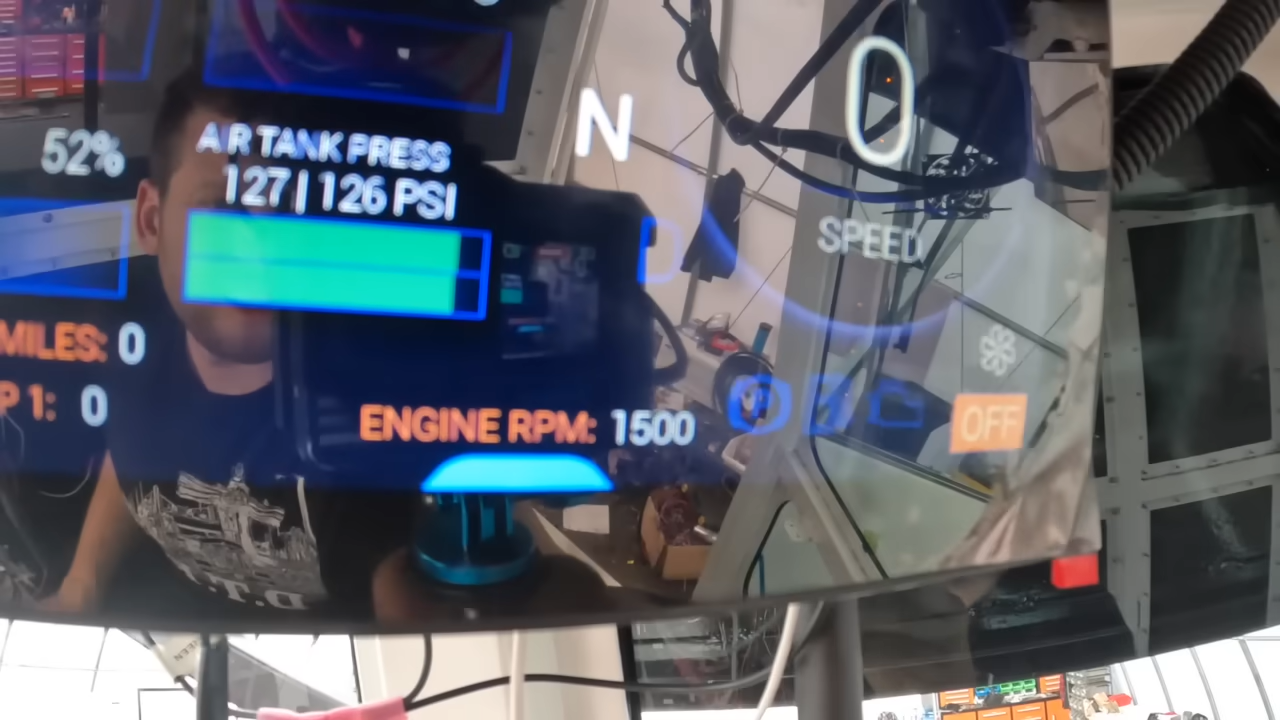 N
0
52%
AIR TANK PRESS
127 | 126 PSI
SPEED
MILES: 0
P 1: 0
ENGINE RPM: 1500
OFF